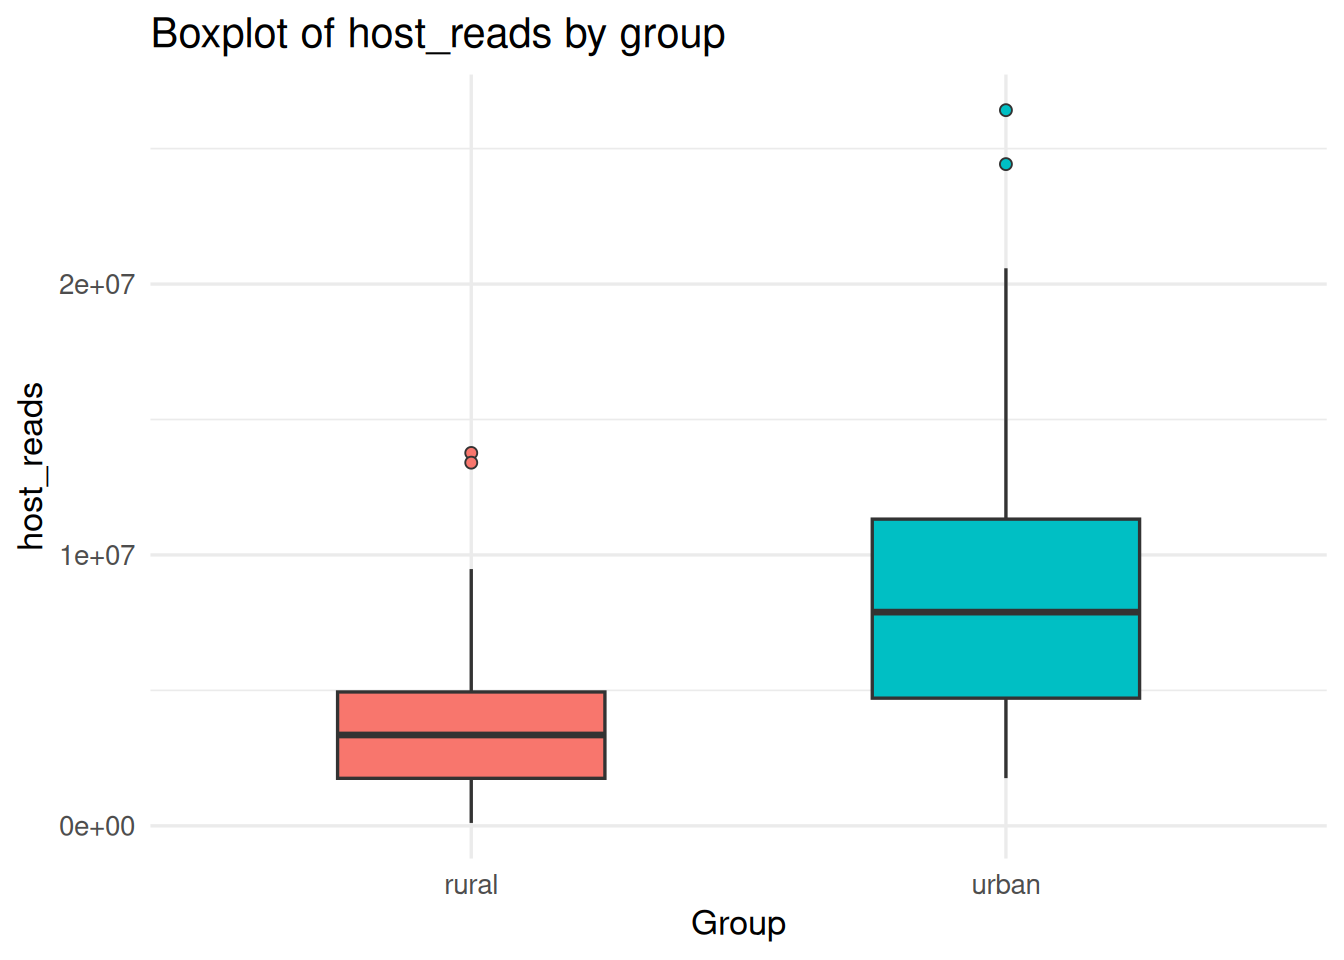 Boxplot of host_reads by group
host_reads
2e+07
1e+07
0e+00
rural
urban
Group